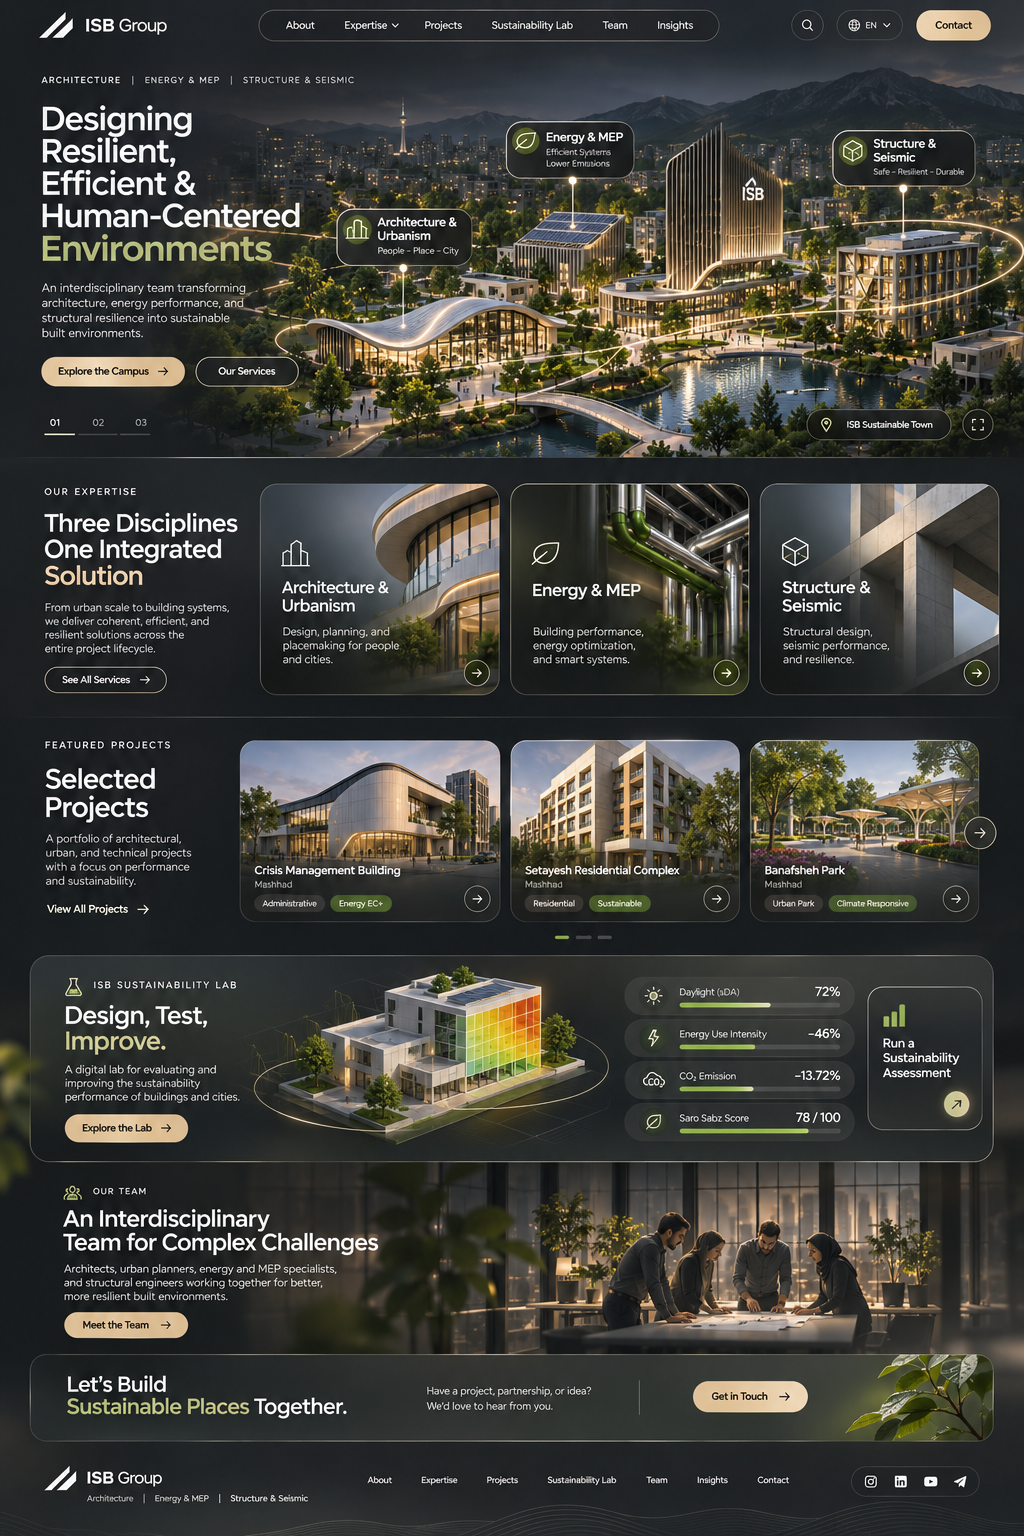 ISB Group
About
Expertise
Projects
Sustainability Lab
Team
Insights
EN
Contact
ARCHITECTURE | ENERGY & MEP | STRUCTURE & SEISMIC
Designing
Resilient,
Efficient &
Human-Centered
Environments
An interdisciplinary team transforming
architecture, energy performance, and
structural resilience into sustainable
built environments.
Explore the Campus
Our Services
01
02
03
Architecture &
Urbanism
People – Place – City
Energy & MEP
Efficient Systems
Lower Emissions
ISB
Structure &
Seismic
Safe – Resilient – Durable
ISB Sustainable Town
OUR EXPERTISE
Three Disciplines
One Integrated
Solution
From urban scale to building systems,
we deliver coherent, efficient, and
resilient solutions across the
entire project lifecycle.
See All Services
Architecture &
Urbanism
Design, planning, and
placemaking for people
and cities.
Energy & MEP
Building performance,
energy optimization,
and smart systems.
Structure &
Seismic
Structural design,
seismic performance,
and resilience.
FEATURED PROJECTS
Selected
Projects
A portfolio of architectural,
urban, and technical projects
with a focus on performance
and sustainability.
View All Projects
Crisis Management Building
Mashhad
Administrative
Energy EC+
Setayesh Residential Complex
Mashhad
Residential
Sustainable
Banafsheh Park
Mashhad
Urban Park
Climate Responsive
ISB SUSTAINABILITY LAB
Design, Test,
Improve.
A digital lab for evaluating and
improving the sustainability
performance of buildings and cities.
Explore the Lab
Daylight (sDA)
72%
Energy Use Intensity
–46%
CO₂
CO₂ Emission
–13.72%
Saro Sabz Score
78 / 100
Run a
Sustainability
Assessment
OUR TEAM
An Interdisciplinary
Team for Complex Challenges
Architects, urban planners, energy and MEP specialists,
and structural engineers working together for better,
more resilient built environments.
Meet the Team
Let's Build
Sustainable Places Together.
Have a project, partnership, or idea?
We'd love to hear from you.
Get in Touch
ISB Group
Architecture | Energy & MEP | Structure & Seismic
About
Expertise
Projects
Sustainability Lab
Team
Insights
Contact
in